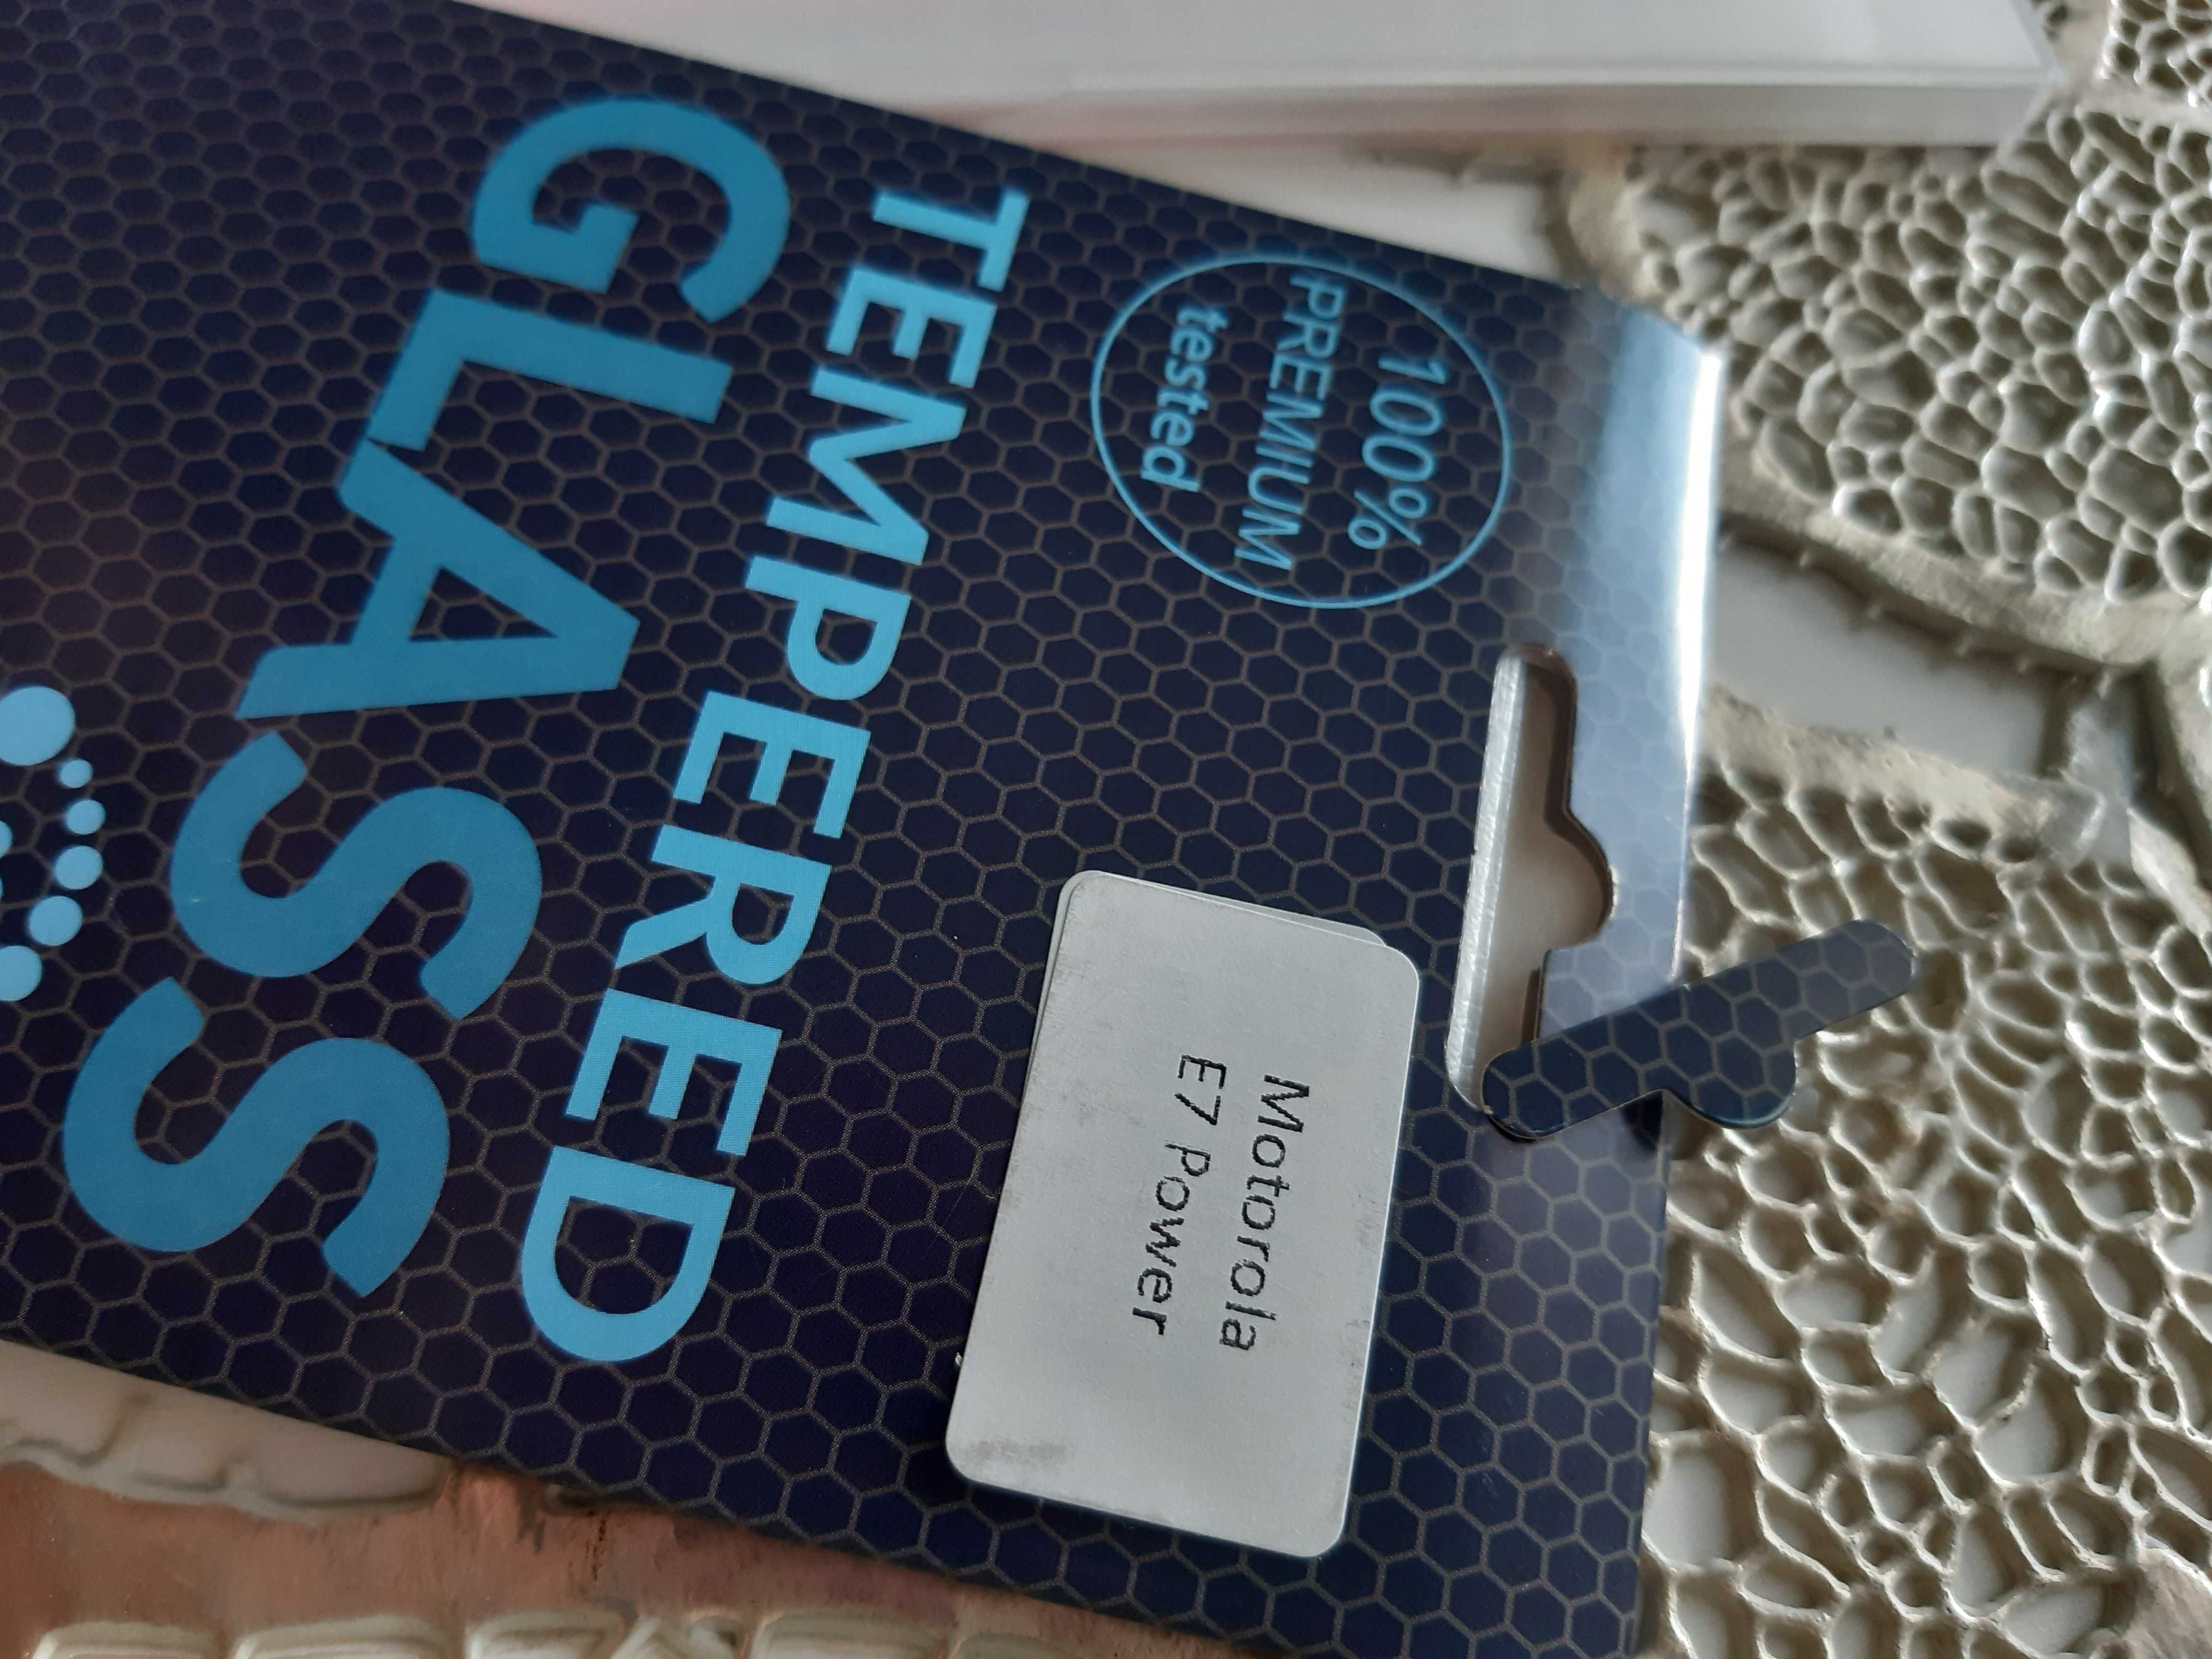 100%
PREMIUM
tested
Motorola
E7 Power
TEMPERED
GLASS